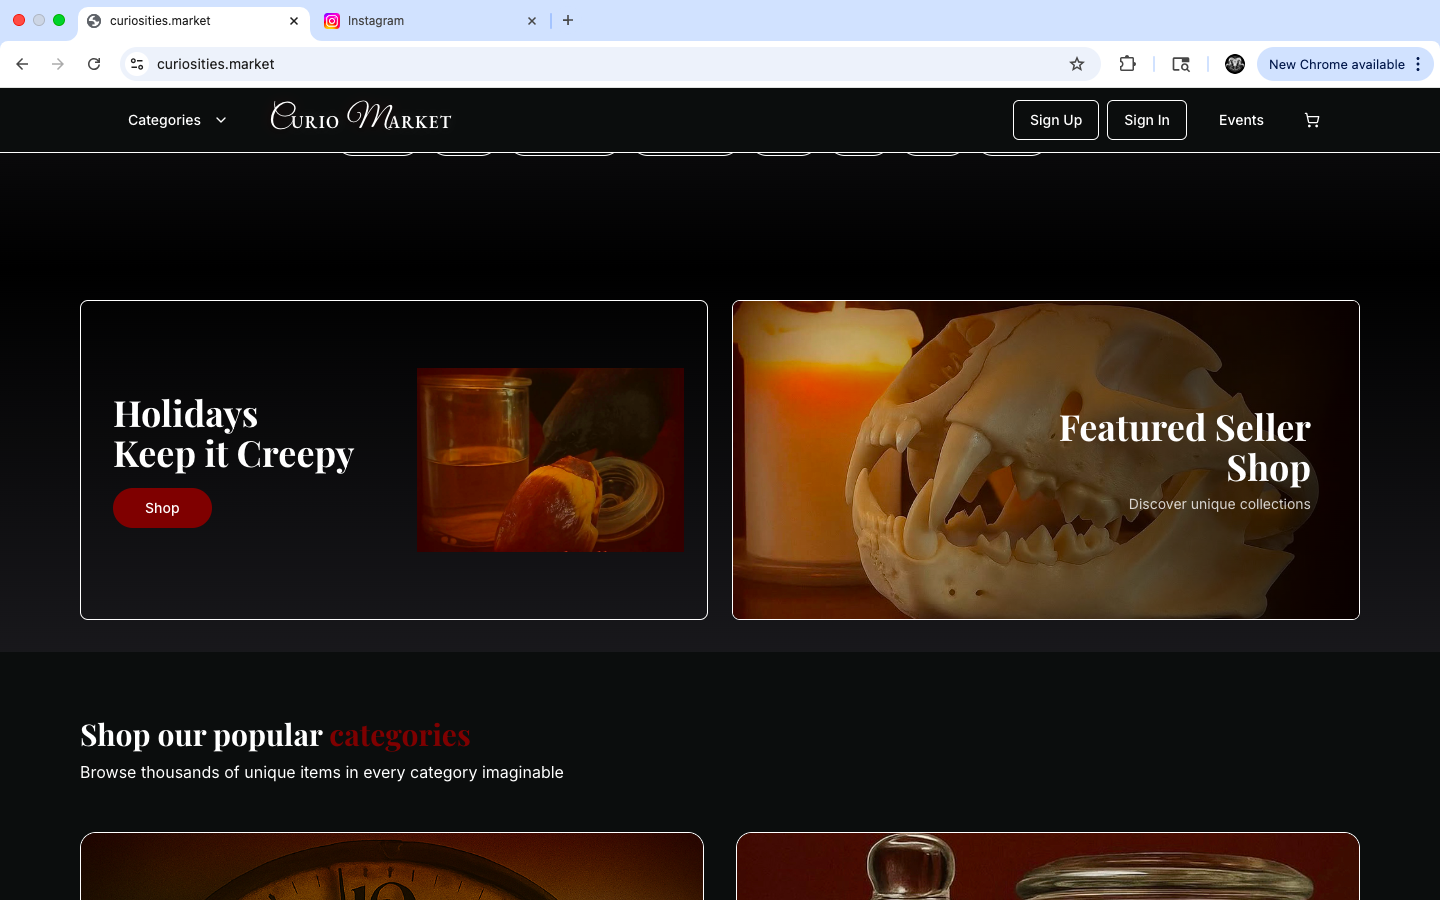 curiosities.market
Instagram
curiosities.market
New Chrome available
Categories
Curio Market
Sign Up
Sign In
Events
Holidays
Keep it Creepy
Shop
Featured Seller
Shop
Discover unique collections
Shop our popular categories
Browse thousands of unique items in every category imaginable
12